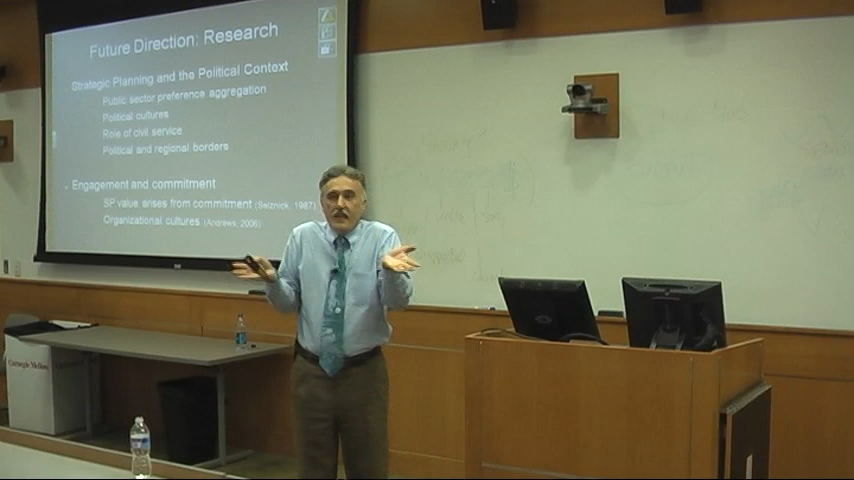 Future Direction: Research
Strategic Planning and the Political Context
Public sector preference aggregation
Political cultures
Role of civil service
Political and regional borders
Engagement and commitment
SP value arises from commitment (Selznick, 1987)
Organizational cultures (Andrews, 2006)
Carnegie Mellon